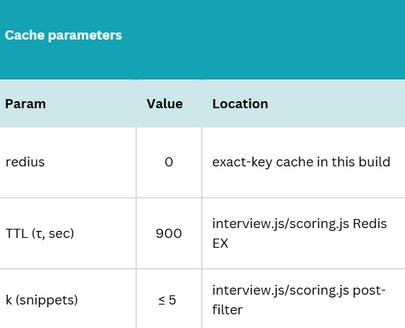 Cache parameters
Param Value Location
redius 0 exact-key cache in this build
TTL (τ, sec) 900 interview.js/scoring.js Redis
EX
k (snippets) ≤ 5 interview.js/scoring.js post-
filter